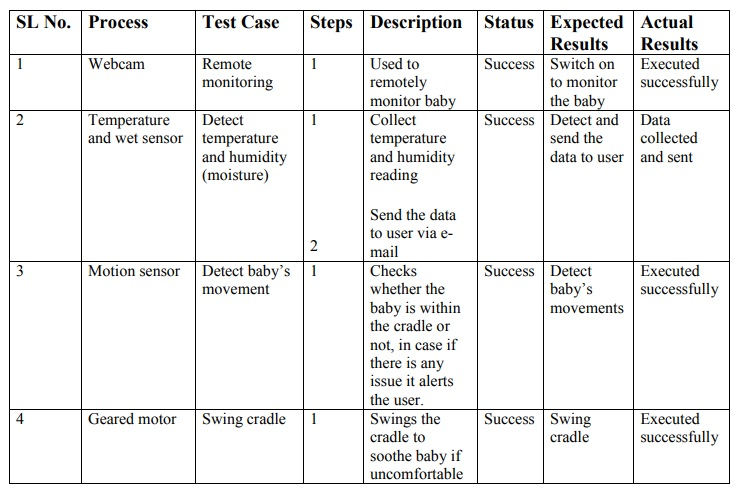 SL No. Process Test Case Steps Description Status Expected Results Actual Results
1 Webcam Remote monitoring 1 Used to remotely monitor baby Success Switch on to monitor the baby Executed successfully
2 Temperature and wet sensor Detect temperature and humidity (moisture) 1 Collect temperature and humidity reading Success Detect and send the data to user Data collected and sent
2 Send the data to user via e-mail
3 Motion sensor Detect baby’s movement 1 Checks whether the baby is within the cradle or not, in case if there is any issue it alerts the user. Success Detect baby’s movements Executed successfully
4 Geared motor Swing cradle 1 Swings the cradle to soothe baby if uncomfortable Success Swing cradle Executed successfully